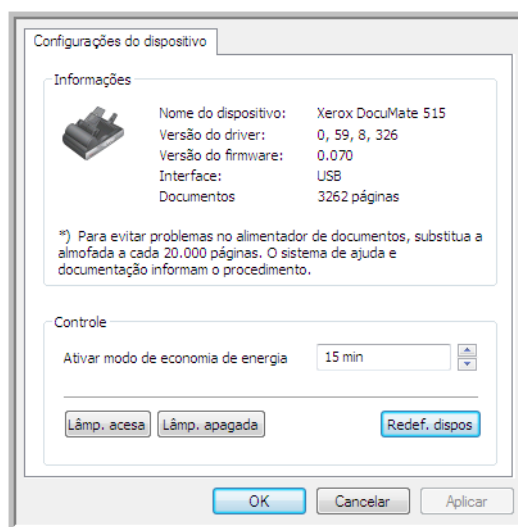 Configurações do dispositivo
Informações
Nome do dispositivo: Xerox DocuMate 515
Versão do driver: 0, 59, 8, 326
Versão do firmware: 0.070
Interface: USB
Documentos 3262 páginas
*) Para evitar problemas no alimentador de documentos, substitua a
almofada a cada 20.000 páginas. O sistema de ajuda e
documentação informam o procedimento.
Controle
Ativar modo de economia de energia 15 min
Lâmp. acesa Lâmp. apagada Redef. dispos
OK Cancelar Aplicar